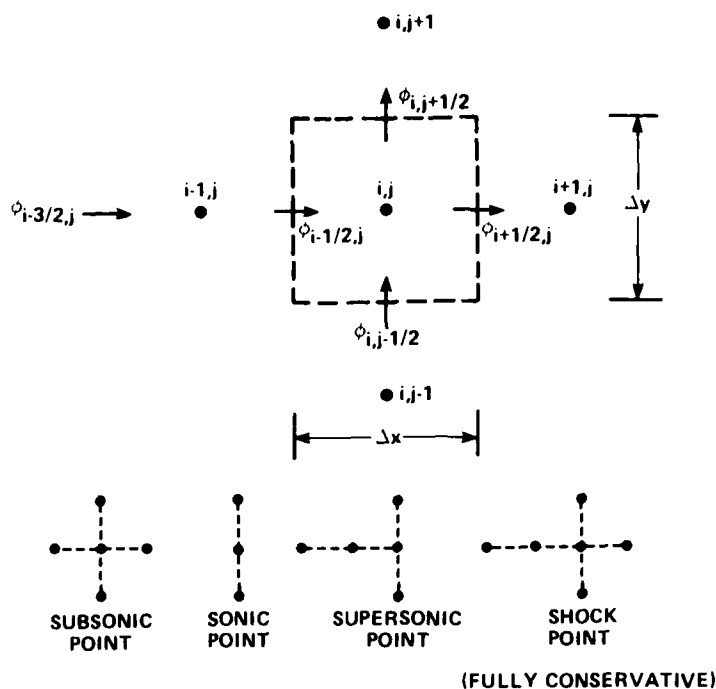 i,j+1
ϕi,j+1/2
i-1,j
i,j
i+1,j
ϕi-3/2,j
ϕi-1/2,j
ϕi+1/2,j
Δy
ϕi,j-1/2
i,j-1
Δx
SUBSONIC POINT
SONIC POINT
SUPERSONIC POINT
SHOCK POINT
(FULLY CONSERVATIVE)